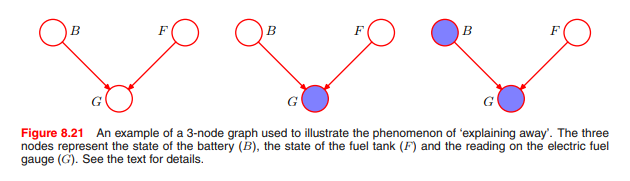 B F B F B F
G G G
Figure 8.21 An example of a 3-node graph used to illustrate the phenomenon of ‘explaining away’. The three
nodes represent the state of the battery (B), the state of the fuel tank (F) and the reading on the electric fuel
gauge (G). See the text for details.